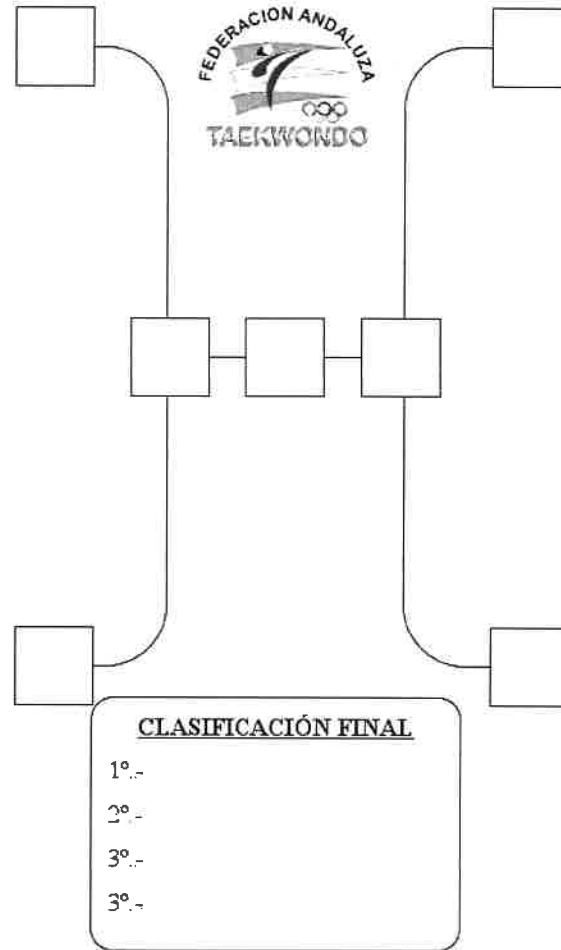 FEDERACION ANDALUZA
TAEKWONDO
CLASIFICACIÓN FINAL
1º.-
2º.-
3º.-
3º.-